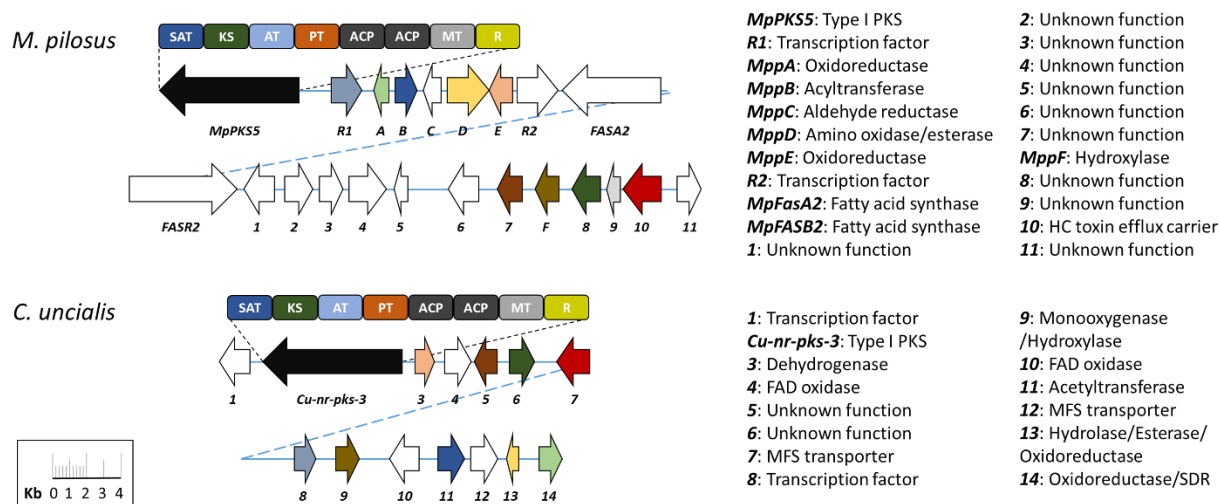 M. pilosus
SAT KS AT PT ACP ACP MT R
MpPKS5 R1 A B C D E R2 FASA2
FASR2 1 2 3 4 5 6 7 F 8 9 10 11
MpPKS5: Type I PKS
R1: Transcription factor
MppA: Oxidoreductase
MppB: Acyltransferase
MppC: Aldehyde reductase
MppD: Amino oxidase/esterase
MppE: Oxidoreductase
R2: Transcription factor
MpFasA2: Fatty acid synthase
MpFASB2: Fatty acid synthase
1: Unknown function
2: Unknown function
3: Unknown function
4: Unknown function
5: Unknown function
6: Unknown function
7: Unknown function
MppF: Hydroxylase
8: Unknown function
9: Unknown function
10: HC toxin efflux carrier
11: Unknown function
C. uncialis
SAT KS AT PT ACP ACP MT R
1 Cu-nr-pks-3 3 4 5 6 7
8 9 10 11 12 13 14
Kb 0 1 2 3 4
1: Transcription factor
Cu-nr-pks-3: Type I PKS
3: Dehydrogenase
4: FAD oxidase
5: Unknown function
6: Unknown function
7: MFS transporter
8: Transcription factor
9: Monooxygenase
/Hydroxylase
10: FAD oxidase
11: Acetyltransferase
12: MFS transporter
13: Hydrolase/Esterase/
Oxidoreductase
14: Oxidoreductase/SDR